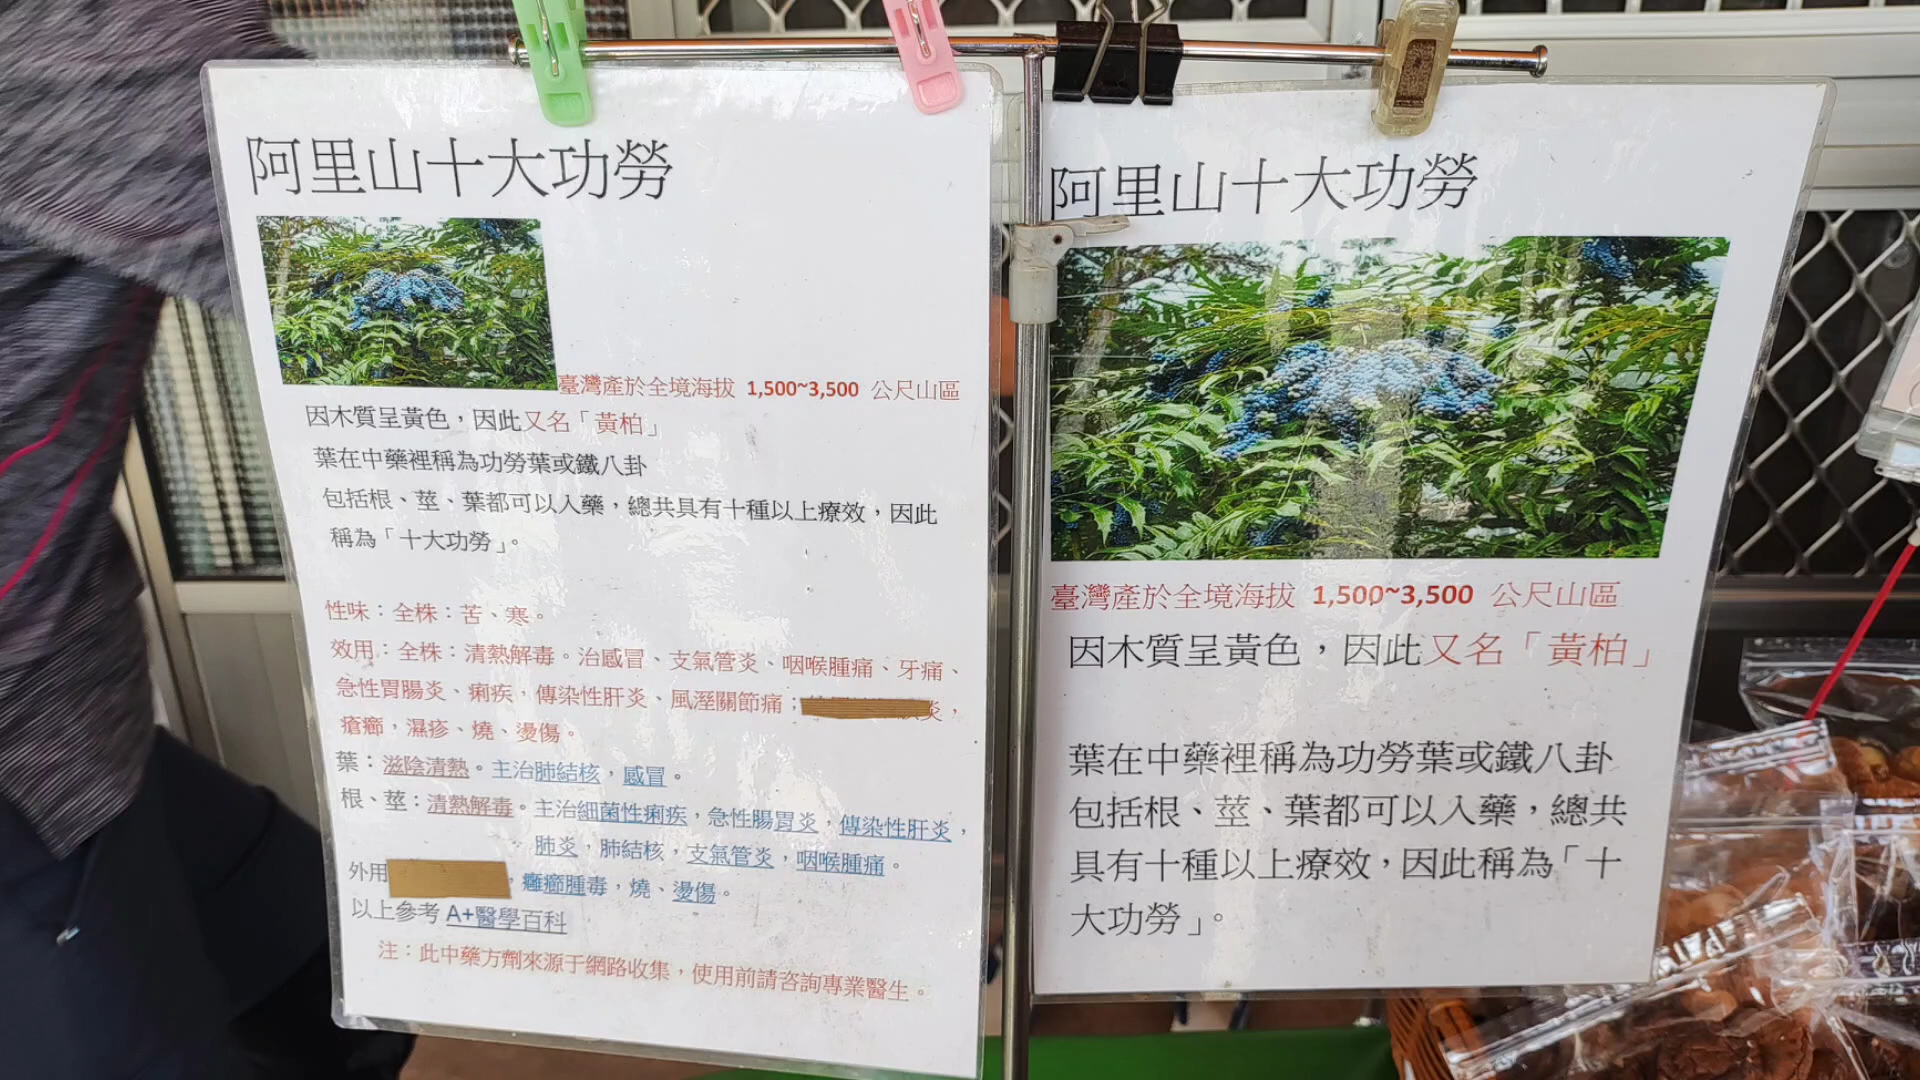 阿里山十大功勞
臺灣產於全境海拔 1,500~3,500 公尺山區
因木質呈黃色，因此又名「黃柏」
葉在中藥裡稱為功勞葉或鐵八卦
包括根、莖、葉都可以入藥，總共具有十種以上療效，因此
稱為「十大功勞」。
性味：全株：苦、寒。
效用：全株：清熱解毒。治感冒、支氣管炎、咽喉腫痛、牙痛、
急性胃腸炎、痢疾，傳染性肝炎、風溼關節痛；炎，
瘡癤，濕疹、燒、燙傷。
葉：滋陰清熱。主治肺結核，感冒。
根、莖：清熱解毒。主治細菌性痢疾，急性腸胃炎，傳染性肝炎，
肺炎，肺結核，支氣管炎，咽喉腫痛。
外用，癰癤腫毒，燒、燙傷。
以上參考 A+醫學百科
注：此中藥方劑來源于網路收集，使用前請咨詢專業醫生。
阿里山十大功勞
臺灣產於全境海拔 1,500~3,500 公尺山區
因木質呈黃色，因此又名「黃柏」
葉在中藥裡稱為功勞葉或鐵八卦
包括根、莖、葉都可以入藥，總共
具有十種以上療效，因此稱為「十
大功勞」。